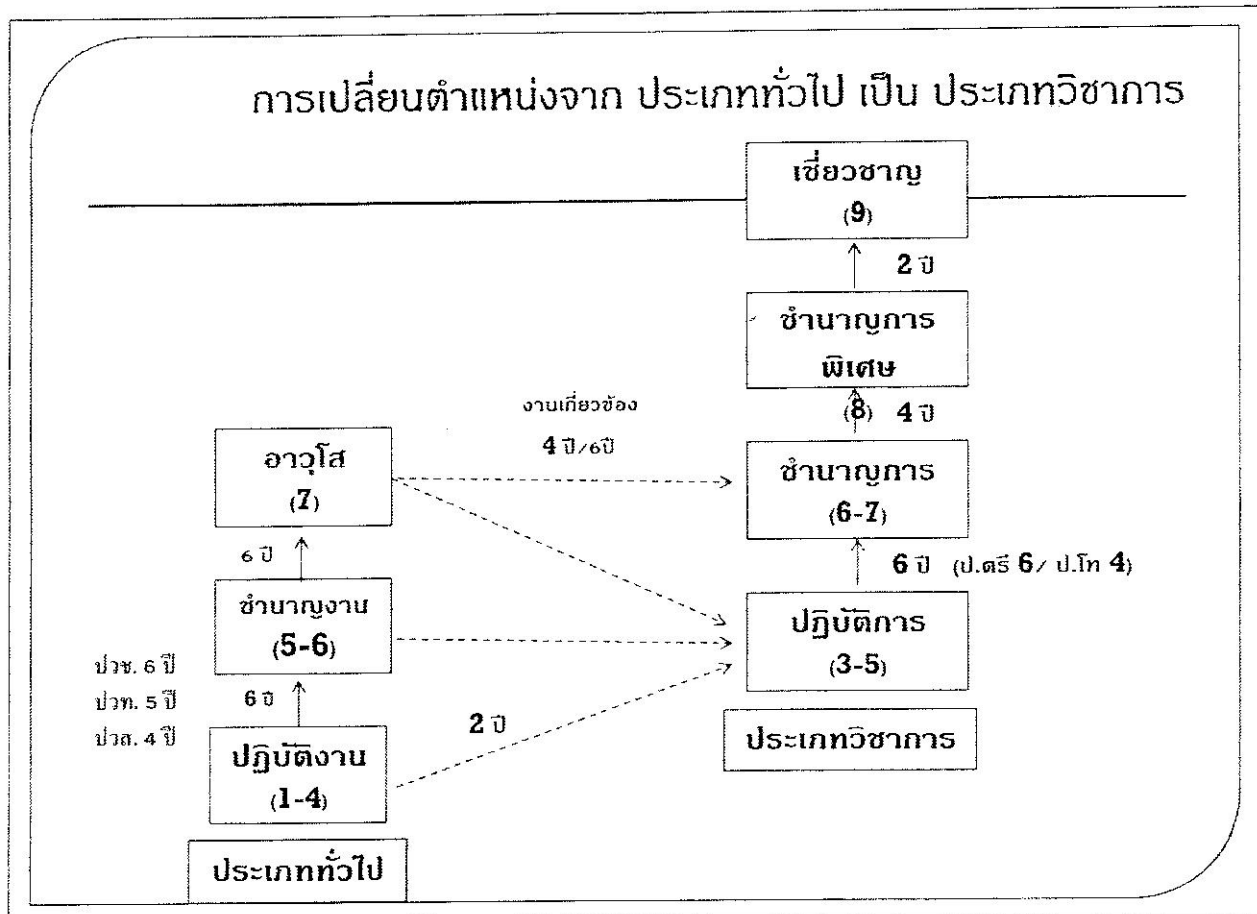 การเปลี่ยนตำแหน่งจาก ประเภททั่วไป เป็น ประเภทวิชาการ
เชี่ยวชาญ
(9)
2 ปี
ชำนาญการ
พิเศษ
(8) 4 ปี
งานเกี่ยวข้อง
4 ปี/6ปี
อาวุโส
(7)
ชำนาญการ
(6-7)
6 ปี
6 ปี (ป.ตรี 6/ ป.โท 4)
ชำนาญงาน
(5-6)
ปฏิบัติการ
(3-5)
ปวช. 6 ปี
ปวท. 5 ปี
ปวส. 4 ปี
6 ปี
2 ปี
ปฏิบัติงาน
(1-4)
ประเภทวิชาการ
ประเภททั่วไป